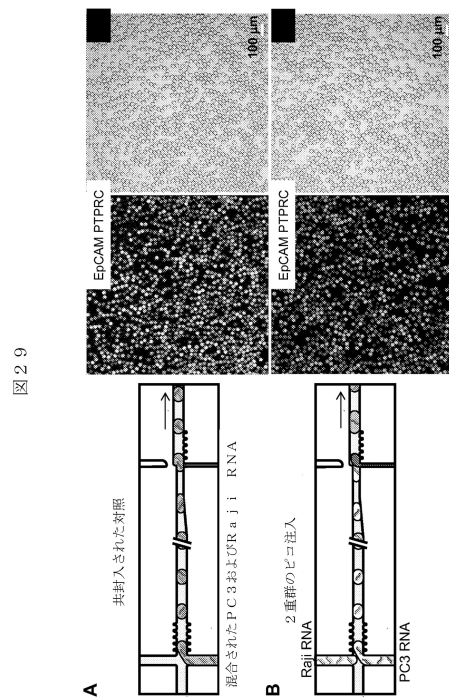 図２９
A
共封入された対照
混合されたＰＣ３およびＲａｊｉ　ＲＮＡ
EpCAM PTPRC
100 µm
B
２重群のピコ注入
Raji RNA
PC3 RNA
EpCAM PTPRC
100 µm